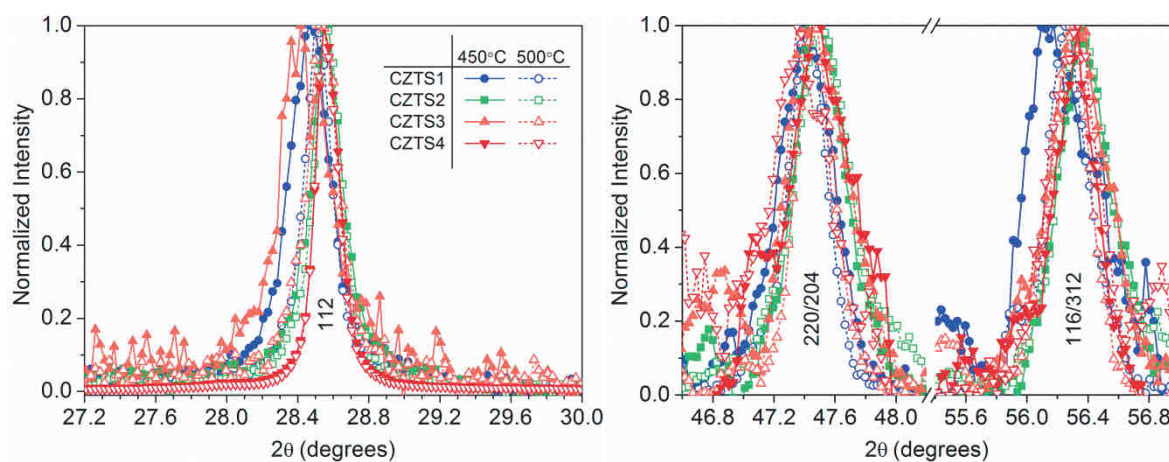 Normalized Intensity
1.0
0.8
0.6
0.4
0.2
0.0
450°C 500°C
CZTS1
CZTS2
CZTS3
CZTS4
112
27.2 27.6 28.0 28.4 28.8 29.2 29.6 30.0
2θ (degrees)
Normalized Intensity
1.0
0.8
0.6
0.4
0.2
0.0
220/204
116/312
46.8 47.2 47.6 48.0 55.6 56.0 56.4 56.8
2θ (degrees)